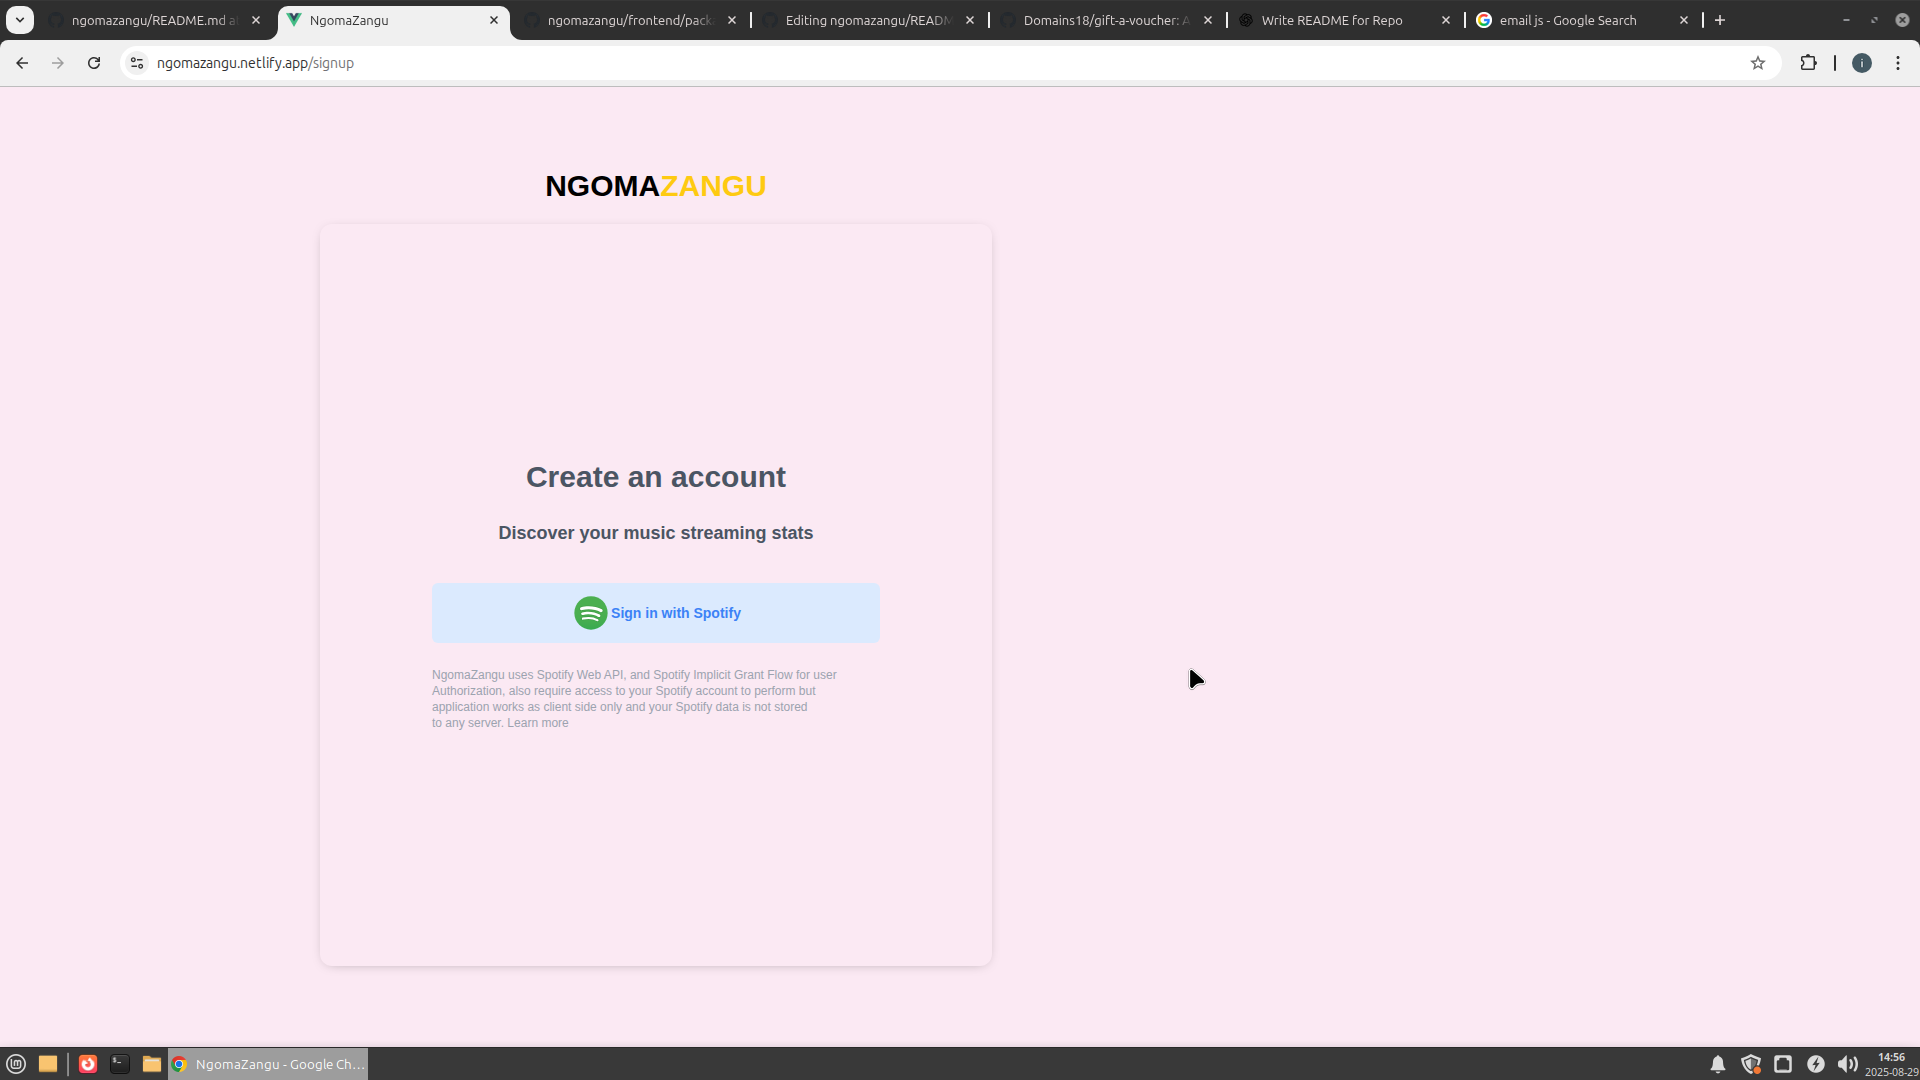 ngomazangu/README.md a
NgomaZangu
ngomazangu/frontend/pack
Editing ngomazangu/READM
Domains18/gift-a-voucher: A
Write README for Repo
email js - Google Search
ngomazangu.netlify.app/signup
i
NGOMAZANGU
Create an account
Discover your music streaming stats
Sign in with Spotify
NgomaZangu uses Spotify Web API, and Spotify Implicit Grant Flow for user
Authorization, also require access to your Spotify account to perform but
application works as client side only and your Spotify data is not stored
to any server. Learn more
NgomaZangu - Google Ch...
14:56
2025-08-29